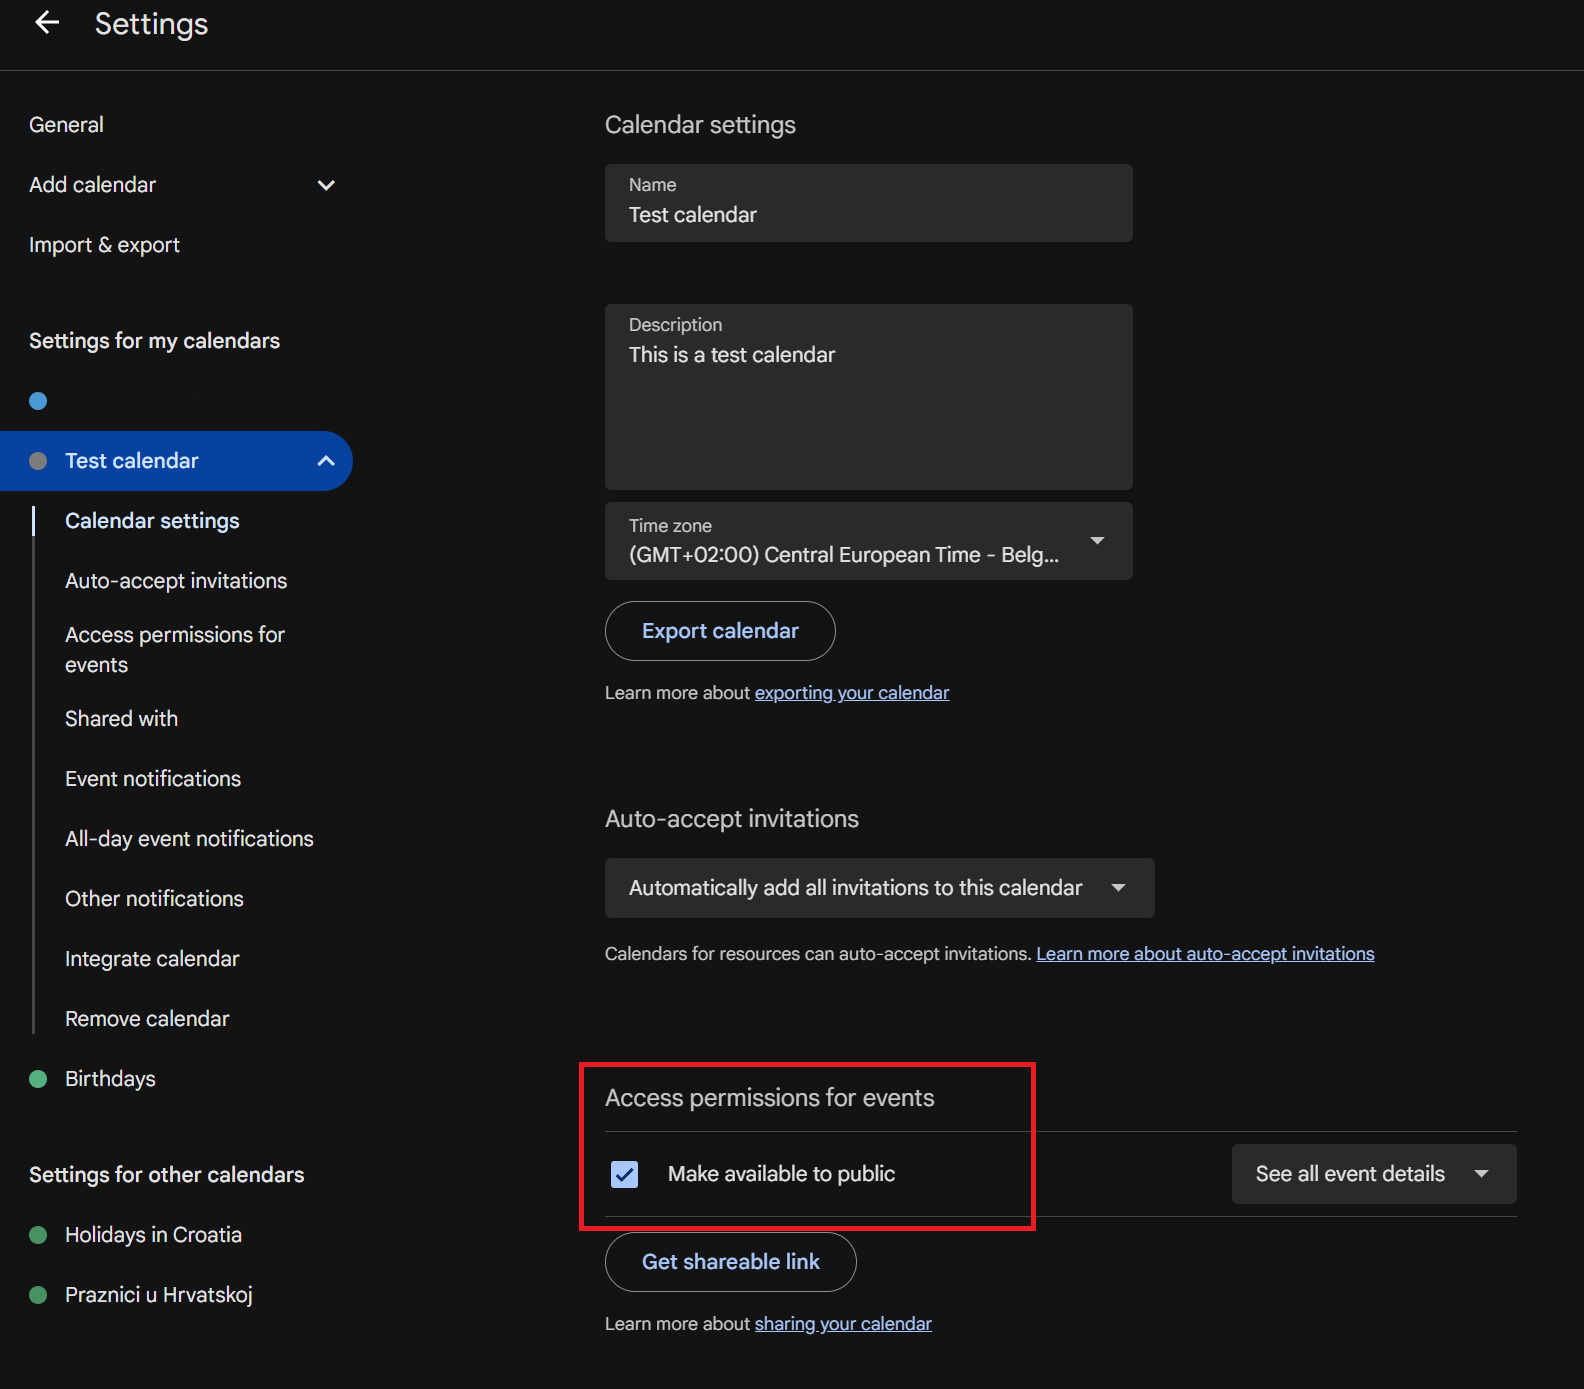 Settings
General
Add calendar
Import & export
Settings for my calendars
Test calendar
Calendar settings
Auto-accept invitations
Access permissions for
events
Shared with
Event notifications
All-day event notifications
Other notifications
Integrate calendar
Remove calendar
Birthdays
Settings for other calendars
Holidays in Croatia
Praznici u Hrvatskoj
Calendar settings
Name
Test calendar
Description
This is a test calendar
Time zone
(GMT+02:00) Central European Time - Belg...
Export calendar
Learn more about exporting your calendar
Auto-accept invitations
Automatically add all invitations to this calendar
Calendars for resources can auto-accept invitations. Learn more about auto-accept invitations
Access permissions for events
Make available to public
See all event details
Get shareable link
Learn more about sharing your calendar